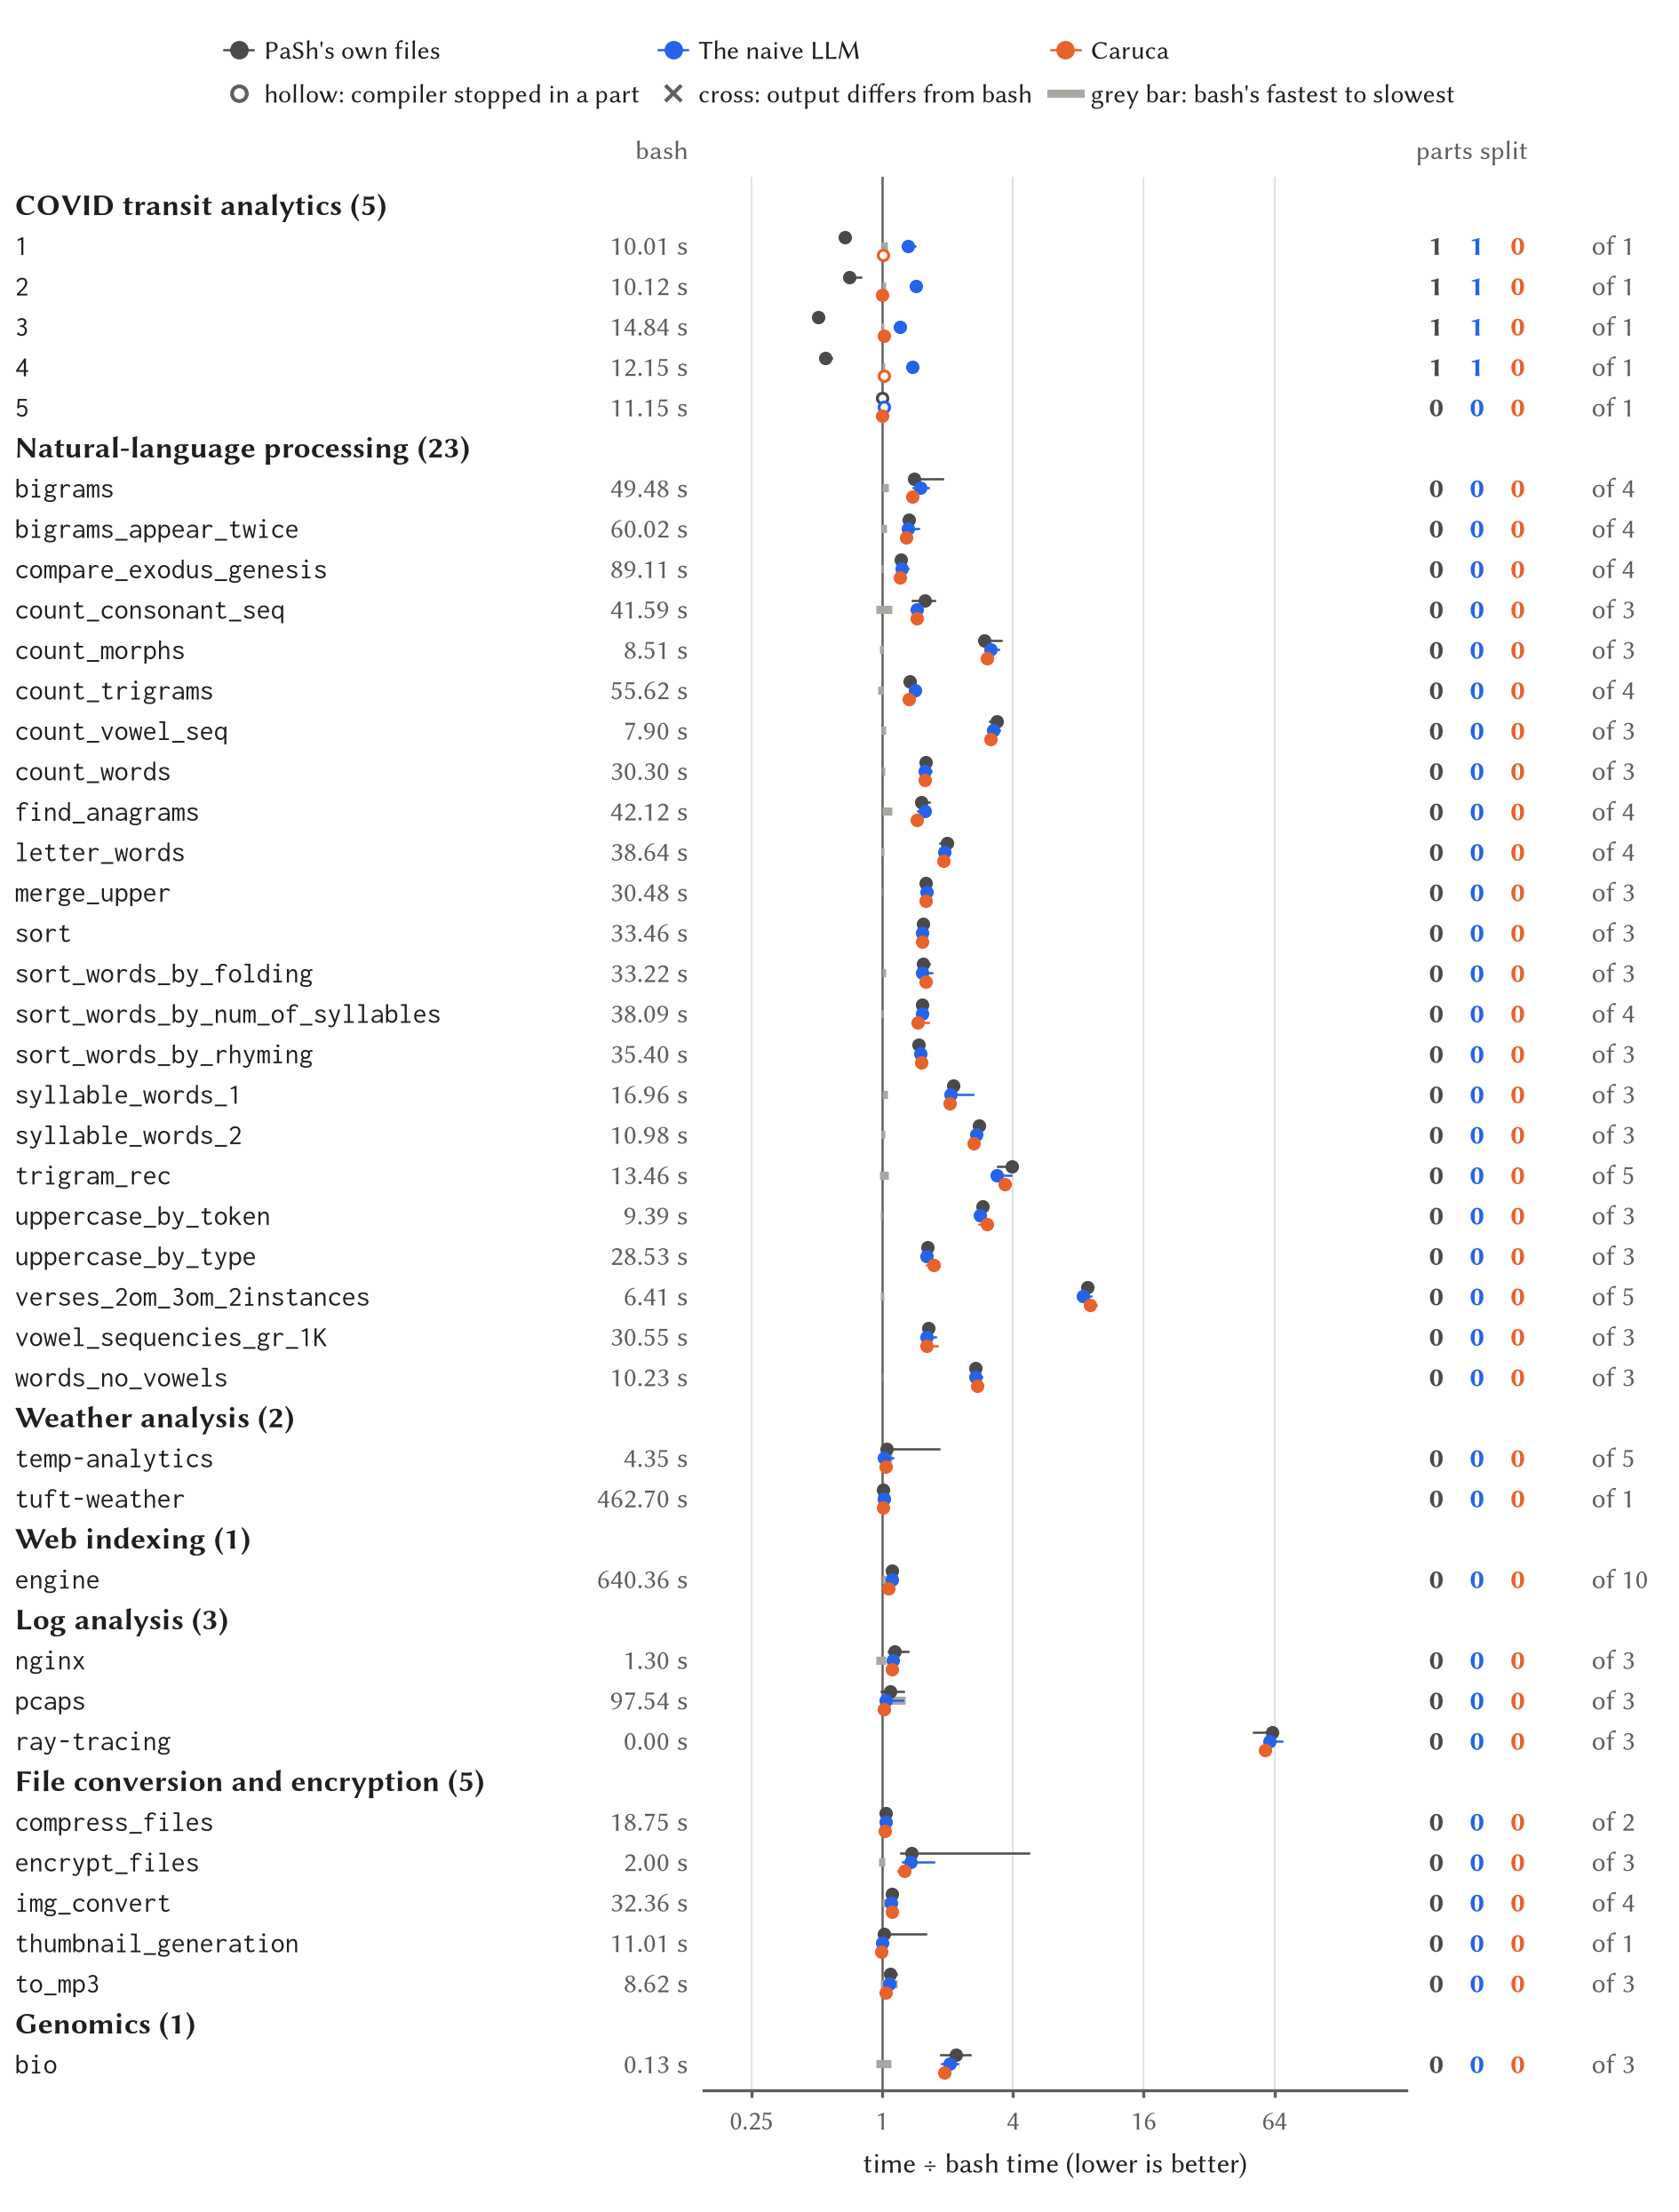 PaSh's own files The naive LLM Caruca
hollow: compiler stopped in a part cross: output differs from bash grey bar: bash's fastest to slowest
bash parts split
COVID transit analytics (5)
1 10.01 s 1 1 0 of 1
2 10.12 s 1 1 0 of 1
3 14.84 s 1 1 0 of 1
4 12.15 s 1 1 0 of 1
5 11.15 s 0 0 0 of 1
Natural-language processing (23)
bigrams 49.48 s 0 0 0 of 4
bigrams_appear_twice 60.02 s 0 0 0 of 4
compare_exodus_genesis 89.11 s 0 0 0 of 4
count_consonant_seq 41.59 s 0 0 0 of 3
count_morphs 8.51 s 0 0 0 of 3
count_trigrams 55.62 s 0 0 0 of 4
count_vowel_seq 7.90 s 0 0 0 of 3
count_words 30.30 s 0 0 0 of 3
find_anagrams 42.12 s 0 0 0 of 4
letter_words 38.64 s 0 0 0 of 4
merge_upper 30.48 s 0 0 0 of 3
sort 33.46 s 0 0 0 of 3
sort_words_by_folding 33.22 s 0 0 0 of 3
sort_words_by_num_of_syllables 38.09 s 0 0 0 of 4
sort_words_by_rhyming 35.40 s 0 0 0 of 3
syllable_words_1 16.96 s 0 0 0 of 3
syllable_words_2 10.98 s 0 0 0 of 3
trigram_rec 13.46 s 0 0 0 of 5
uppercase_by_token 9.39 s 0 0 0 of 3
uppercase_by_type 28.53 s 0 0 0 of 3
verses_2om_3om_2instances 6.41 s 0 0 0 of 5
vowel_sequencies_gr_1K 30.55 s 0 0 0 of 3
words_no_vowels 10.23 s 0 0 0 of 3
Weather analysis (2)
temp-analytics 4.35 s 0 0 0 of 5
tuft-weather 462.70 s 0 0 0 of 1
Web indexing (1)
engine 640.36 s 0 0 0 of 10
Log analysis (3)
nginx 1.30 s 0 0 0 of 3
pcaps 97.54 s 0 0 0 of 3
ray-tracing 0.00 s 0 0 0 of 3
File conversion and encryption (5)
compress_files 18.75 s 0 0 0 of 2
encrypt_files 2.00 s 0 0 0 of 3
img_convert 32.36 s 0 0 0 of 4
thumbnail_generation 11.01 s 0 0 0 of 1
to_mp3 8.62 s 0 0 0 of 3
Genomics (1)
bio 0.13 s 0 0 0 of 3
0.25 1 4 16 64
time ÷ bash time (lower is better)